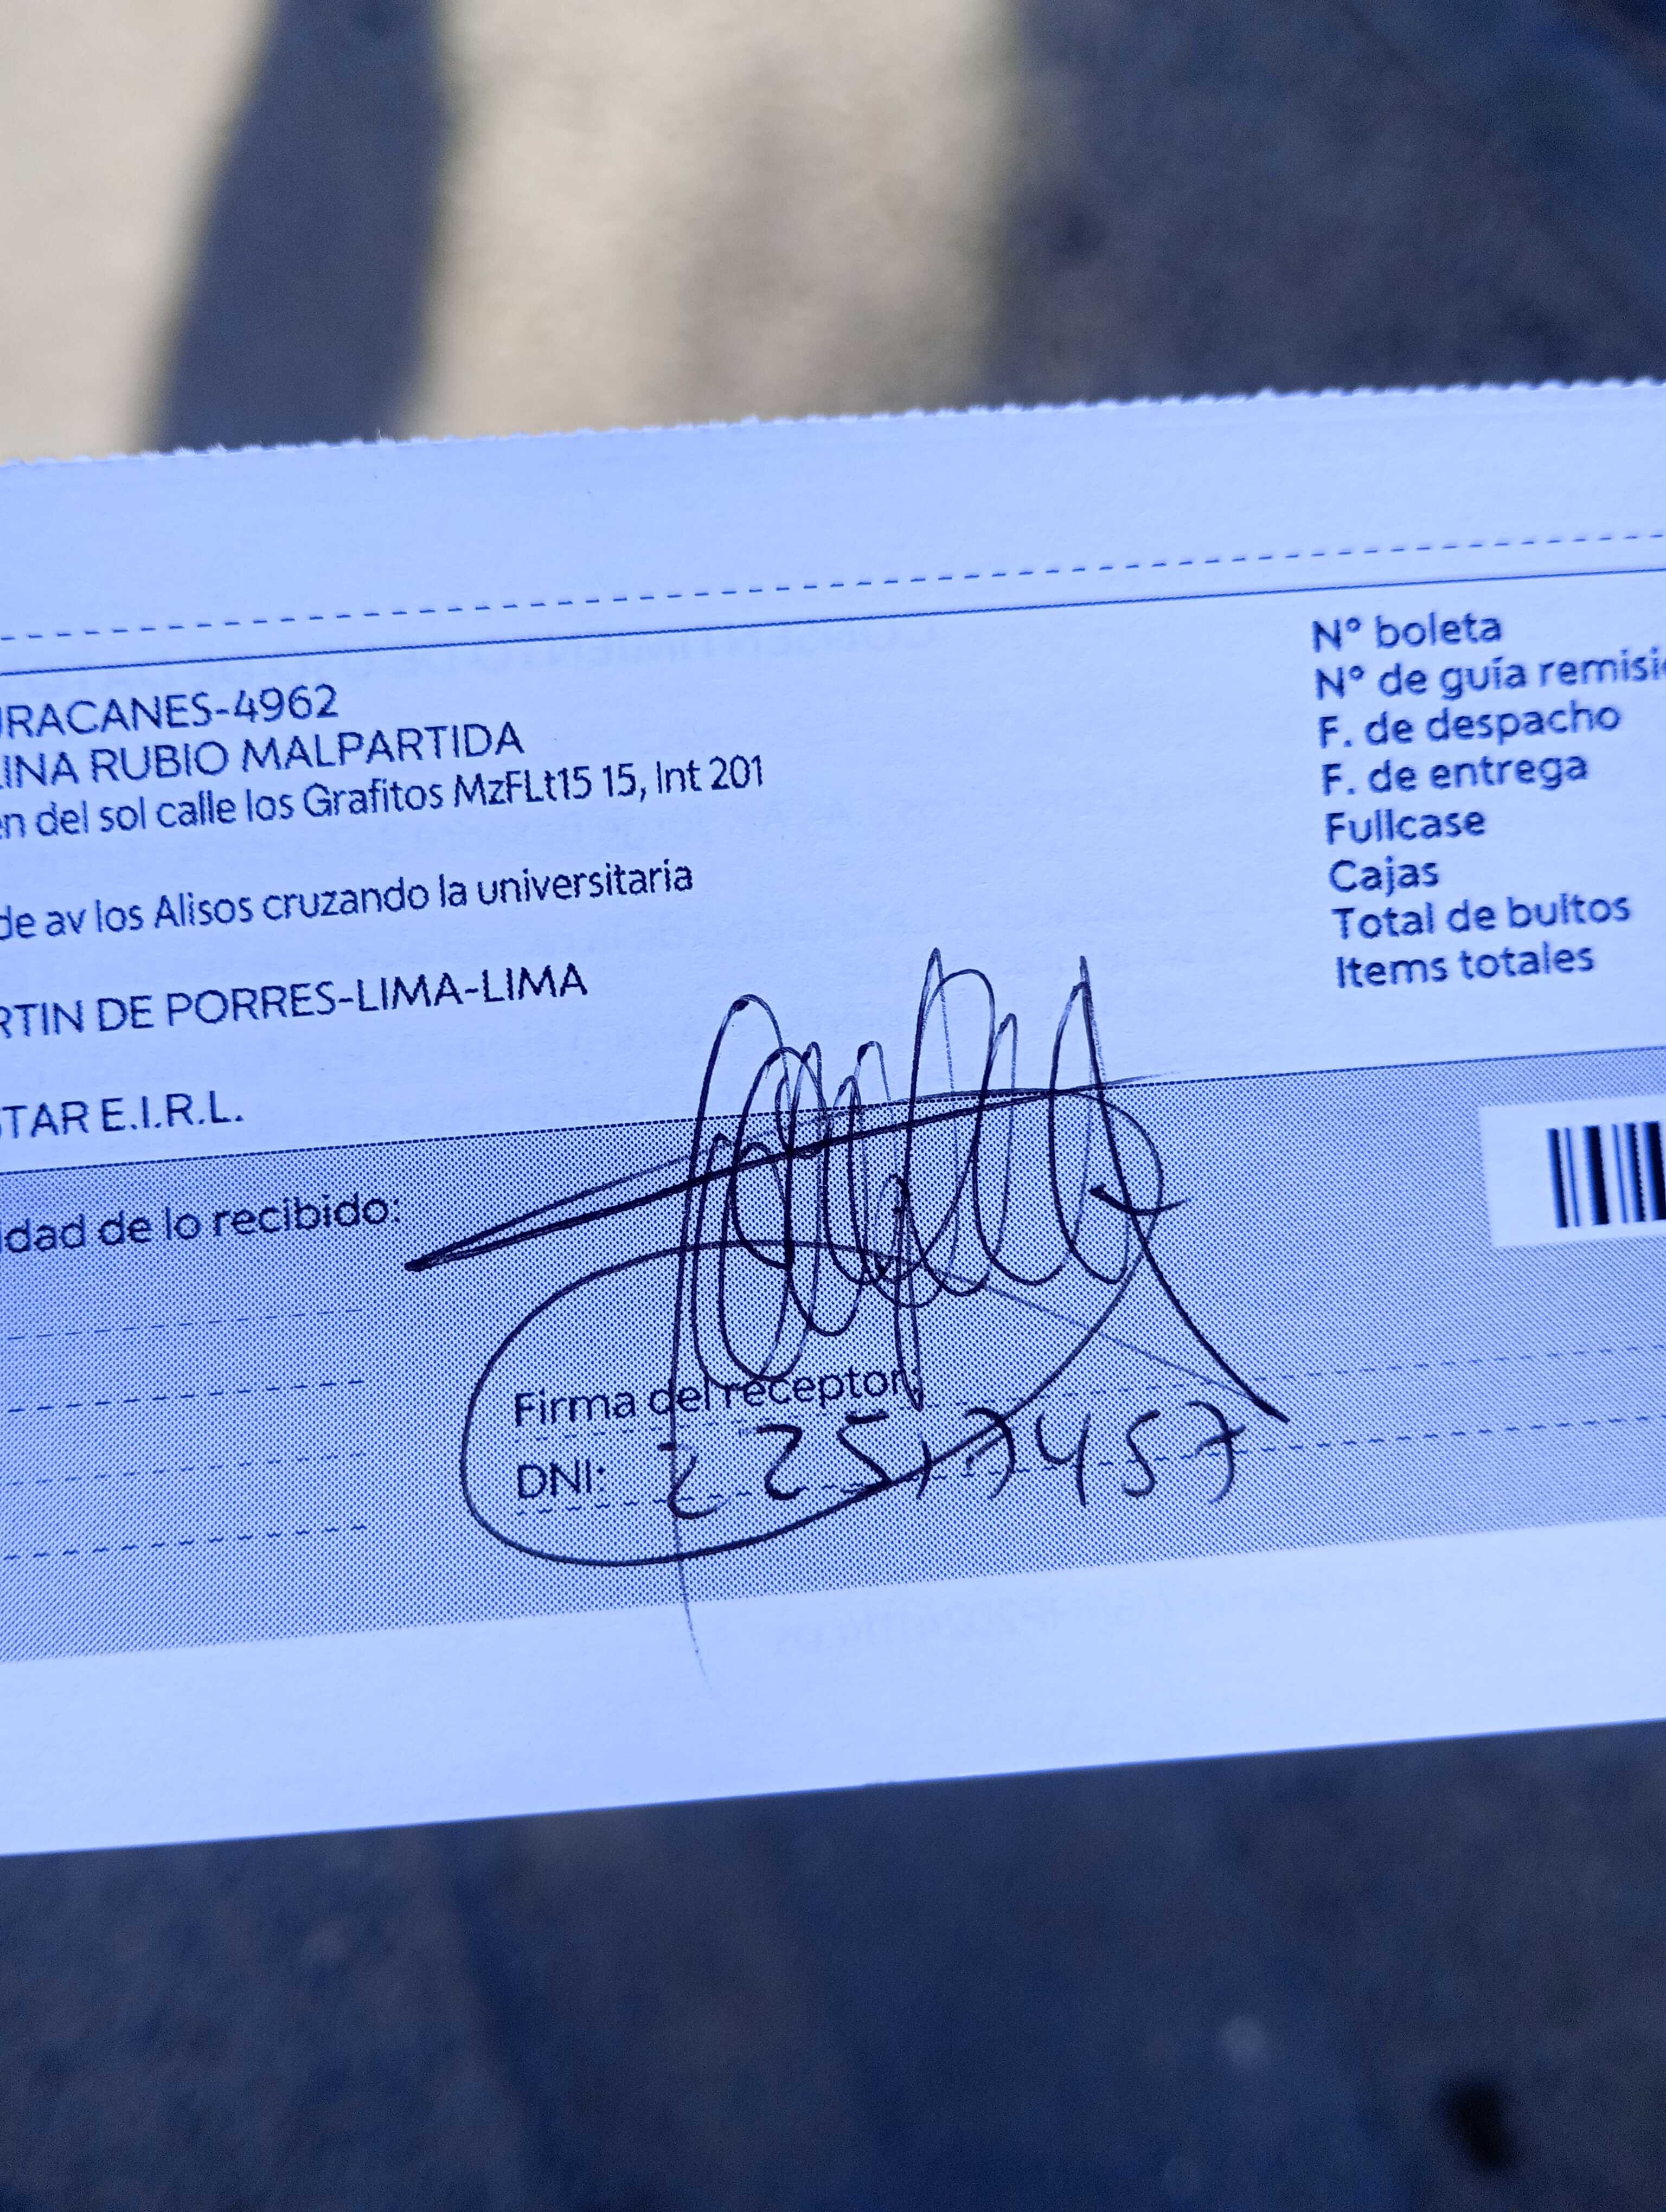 URACANES-4962
LINA RUBIO MALPARTIDA
en del sol calle los Grafitos MzFLt15 15, Int 201
de av los Alisos cruzando la universitaria
RTIN DE PORRES-LIMA-LIMA
STAR E.I.R.L.
N° boleta
N° de guía remisi
F. de despacho
F. de entrega
Fullcase
Cajas
Total de bultos
Items totales
idad de lo recibido:
Firma del receptor:
DNI: